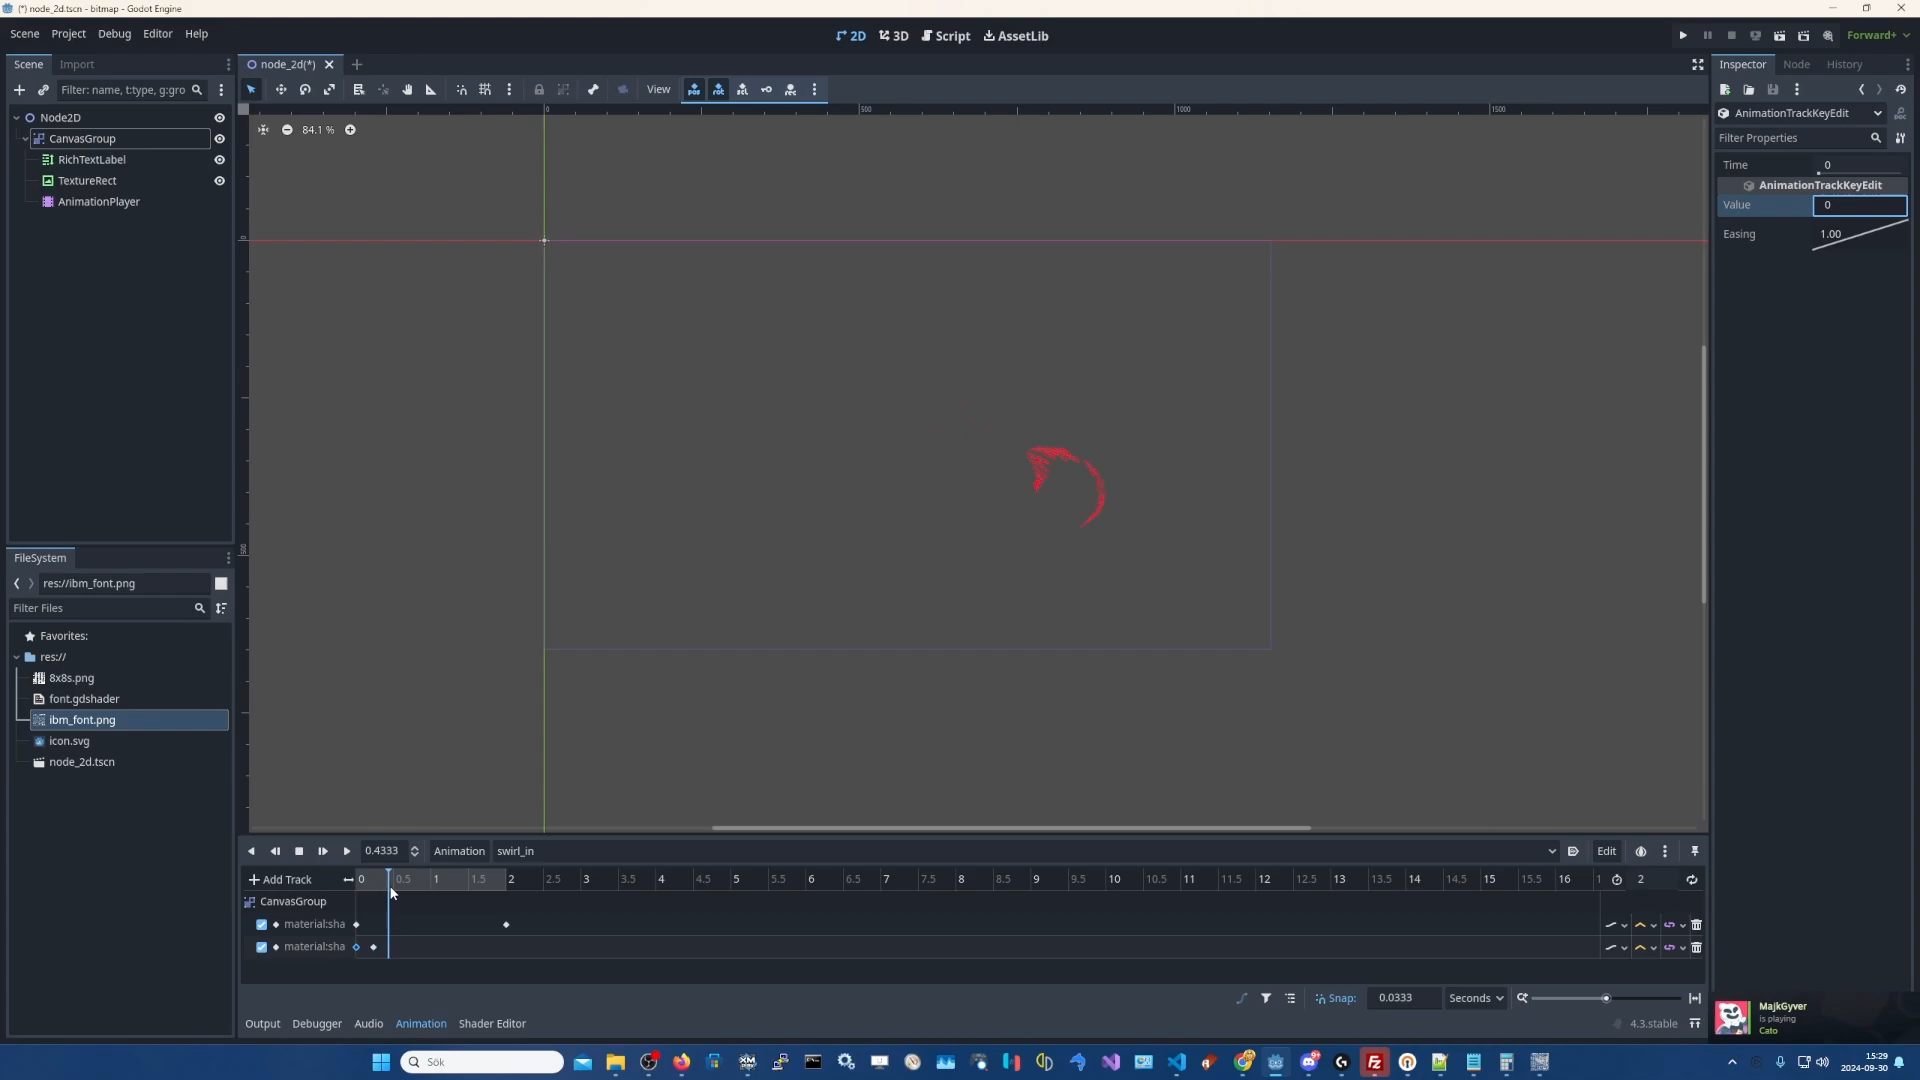 (*) node_2d.tscn - bitmap - Godot Engine
Scene Project Debug Editor Help
2D 3D Script AssetLib
Forward+
Scene Import
node_2d(*)
Inspector Node History
Filter: name, t:type, g:gro
View
AnimationTrackKeyEdit
Node2D
CanvasGroup
RichTextLabel
TextureRect
AnimationPlayer
84.1 %
0 500 1000 1500
0
500
Filter Properties
Time 0
AnimationTrackKeyEdit
Value 0
Easing 1.00
FileSystem
res://ibm_font.png
Filter Files
Favorites:
res://
8x8s.png
font.gdshader
ibm_font.png
icon.svg
node_2d.tscn
0.4333 Animation swirl_in Edit
Add Track 0 0.5 1 1.5 2 2.5 3 3.5 4 4.5 5 5.5 6 6.5 7 7.5 8 8.5 9 9.5 10 10.5 11 11.5 12 12.5 13 13.5 14 14.5 15 15.5 16 1 2
CanvasGroup
material:sha
material:sha
Snap: 0.0333 Seconds
Output Debugger Audio Animation Shader Editor
4.3.stable
MajkGyver
is playing
Cato
Sök
15:29
2024-09-30